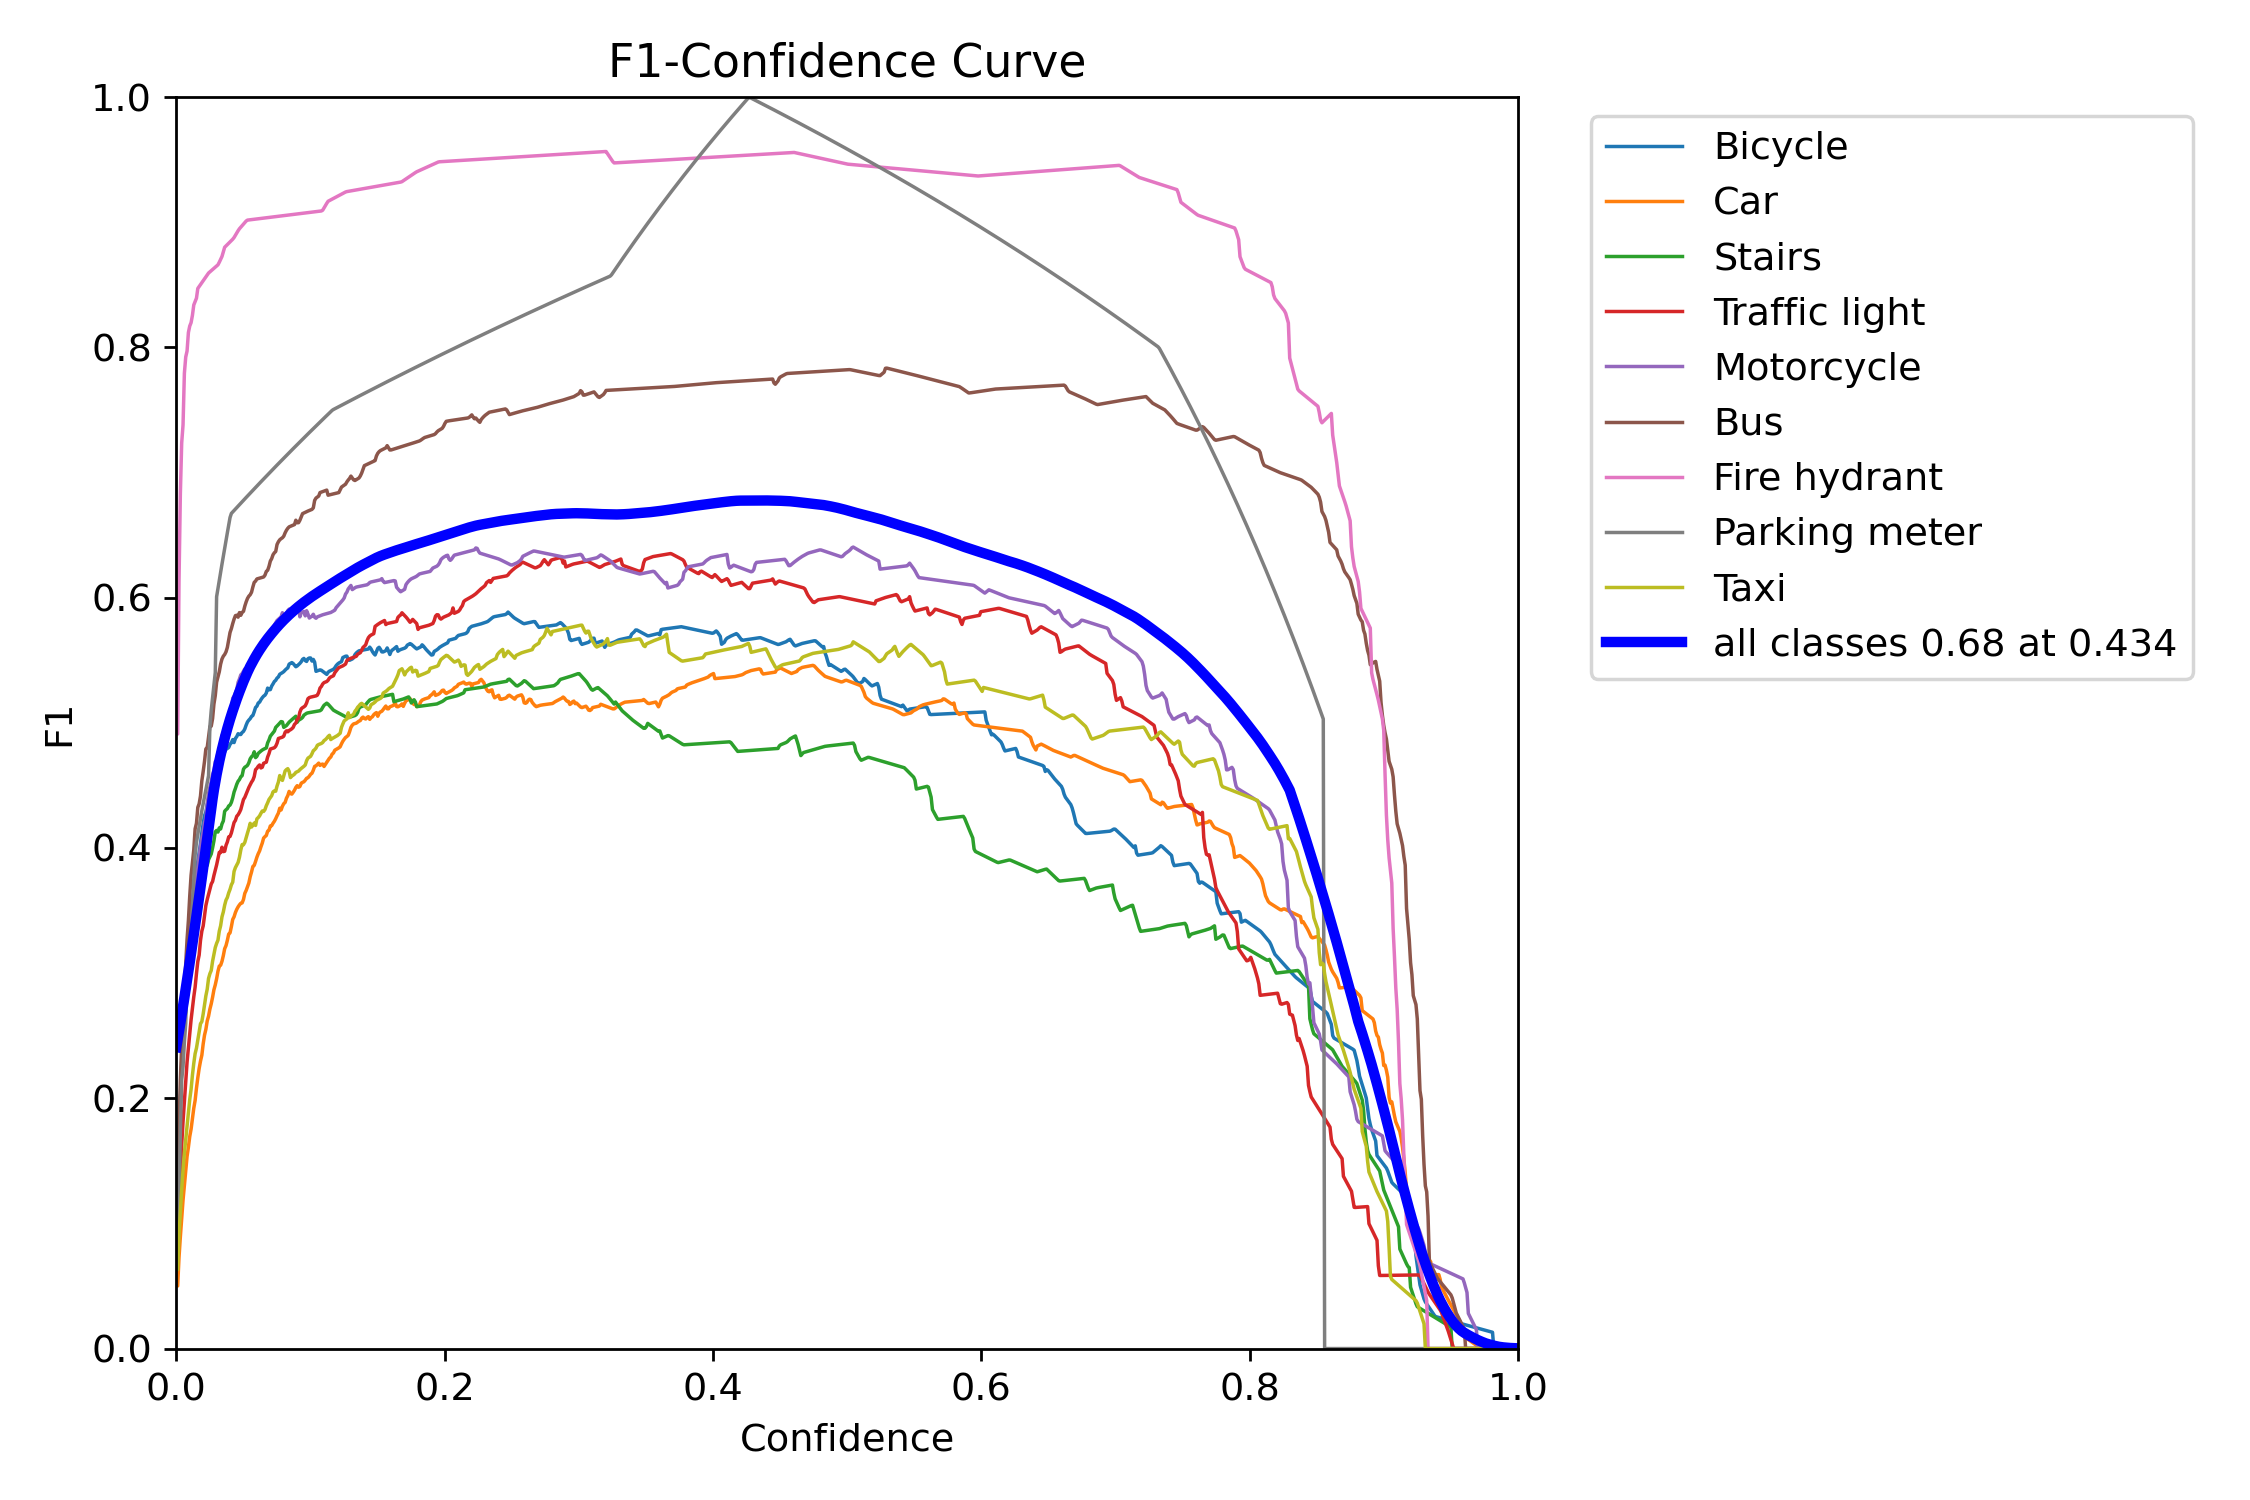 F1-Confidence Curve
1.0
0.8
0.6
0.4
0.2
0.0
F1
0.0 0.2 0.4 0.6 0.8 1.0
Confidence
Bicycle
Car
Stairs
Traffic light
Motorcycle
Bus
Fire hydrant
Parking meter
Taxi
all classes 0.68 at 0.434